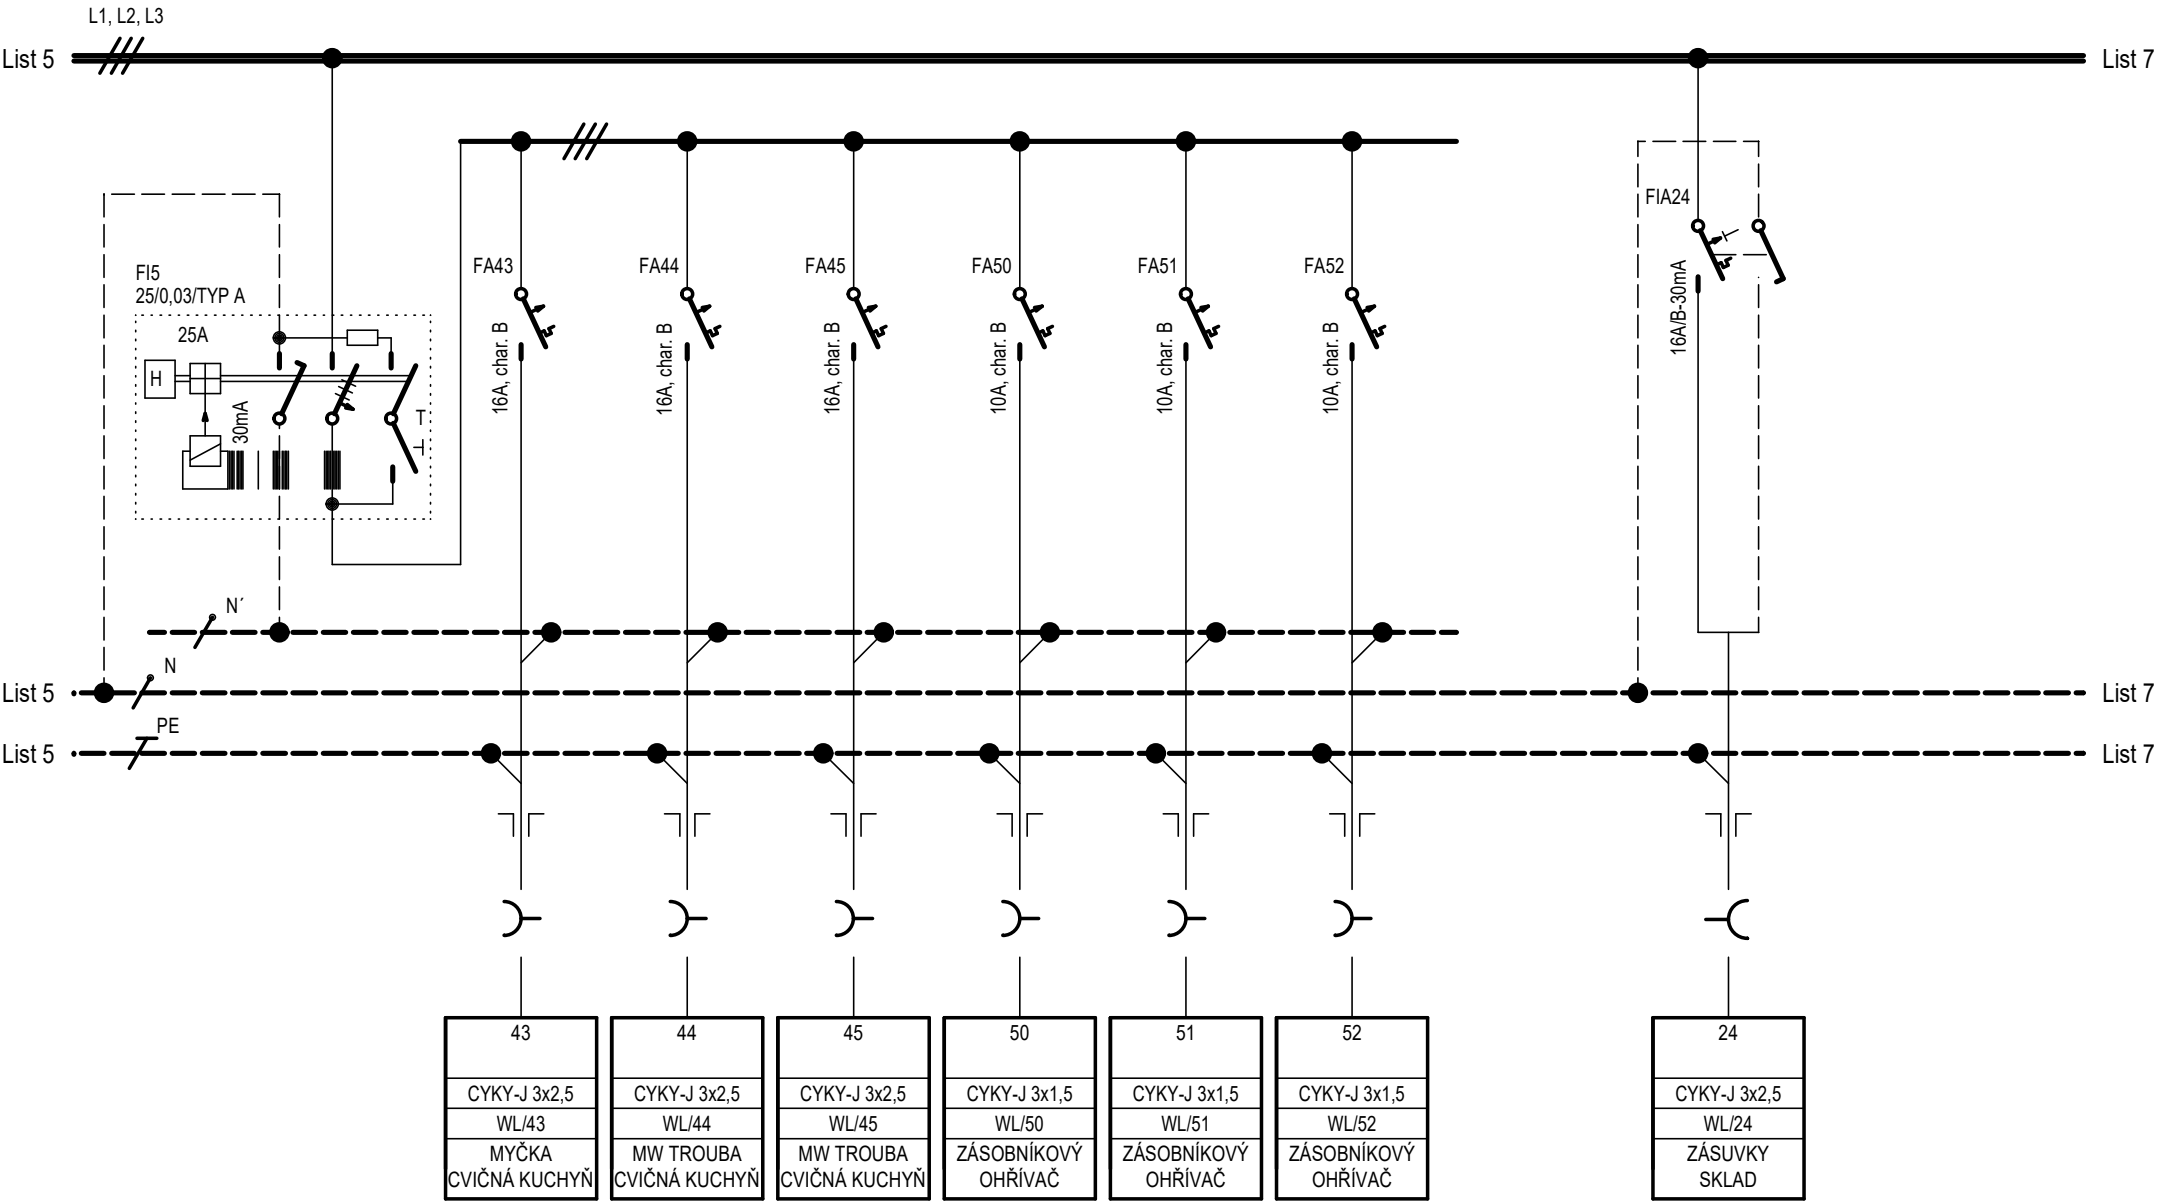 L1, L2, L3
List 5
List 7
FIA24
16A/B-30mA
FI5
25/0,03/TYP A
25A
H
30mA
T
T
FA43
16A, char. B
FA44
16A, char. B
FA45
16A, char. B
FA50
10A, char. B
FA51
10A, char. B
FA52
10A, char. B
N´
N
List 5
List 7
PE
List 5
List 7
43
CYKY-J 3x2,5
WL/43
MYČKA
CVIČNÁ KUCHYŇ
44
CYKY-J 3x2,5
WL/44
MW TROUBA
CVIČNÁ KUCHYŇ
45
CYKY-J 3x2,5
WL/45
MW TROUBA
CVIČNÁ KUCHYŇ
50
CYKY-J 3x1,5
WL/50
ZÁSOBNÍKOVÝ
OHŘÍVAČ
51
CYKY-J 3x1,5
WL/51
ZÁSOBNÍKOVÝ
OHŘÍVAČ
52
CYKY-J 3x1,5
WL/52
ZÁSOBNÍKOVÝ
OHŘÍVAČ
24
CYKY-J 3x2,5
WL/24
ZÁSUVKY
SKLAD